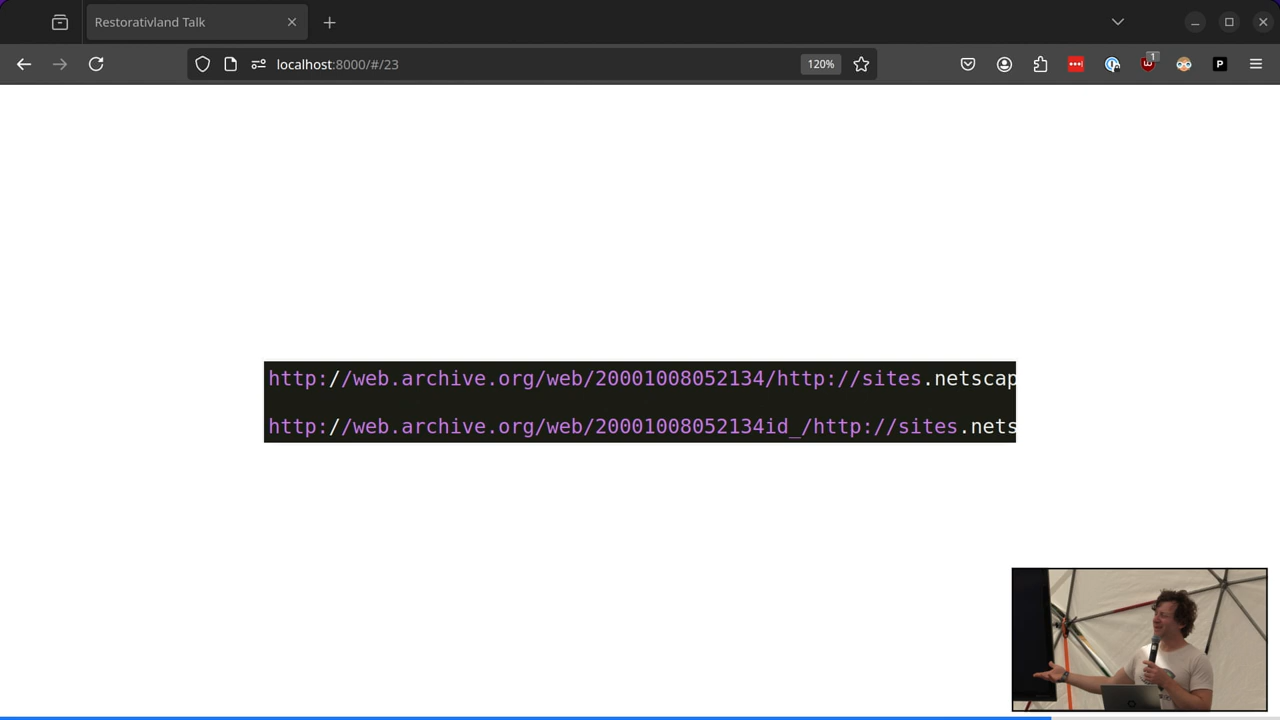 Restorativland Talk
localhost:8000/#/23
120%
1
P
http://web.archive.org/web/20001008052134/http://sites.netscap
http://web.archive.org/web/20001008052134id_/http://sites.nets